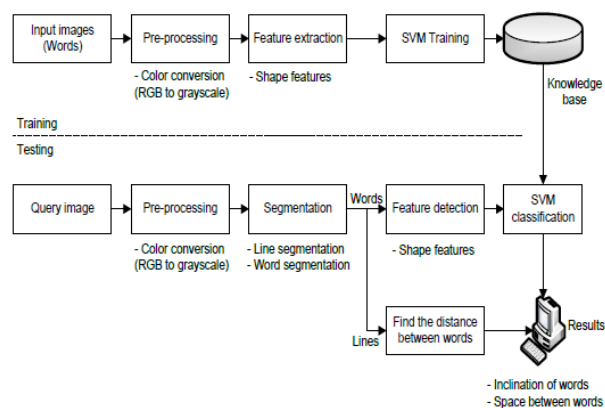 Input images
(Words)
Pre-processing
Feature extraction
SVM Training
- Color conversion
(RGB to grayscale)
- Shape features
Knowledge
base
Training
Testing
Query image
Pre-processing
Segmentation
Words
Feature detection
SVM
classification
- Color conversion
(RGB to grayscale)
- Line segmentation
- Word segmentation
- Shape features
Lines
Find the distance
between words
Results
- Inclination of words
- Space between words